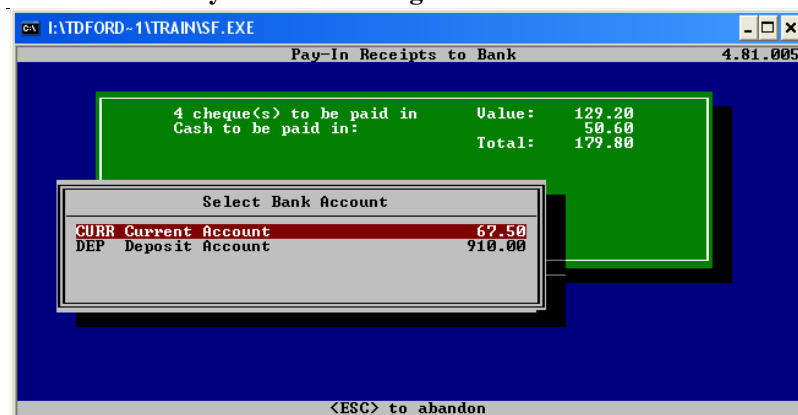 I:\TDFORD~1\TRAIN\SF.EXE
Pay-In Receipts to Bank 4.81.005
4 cheque(s) to be paid in Value: 129.20
Cash to be paid in: 50.60
Total: 179.80
Select Bank Account
CURR Current Account 67.50
DEP Deposit Account 910.00
<ESC> to abandon